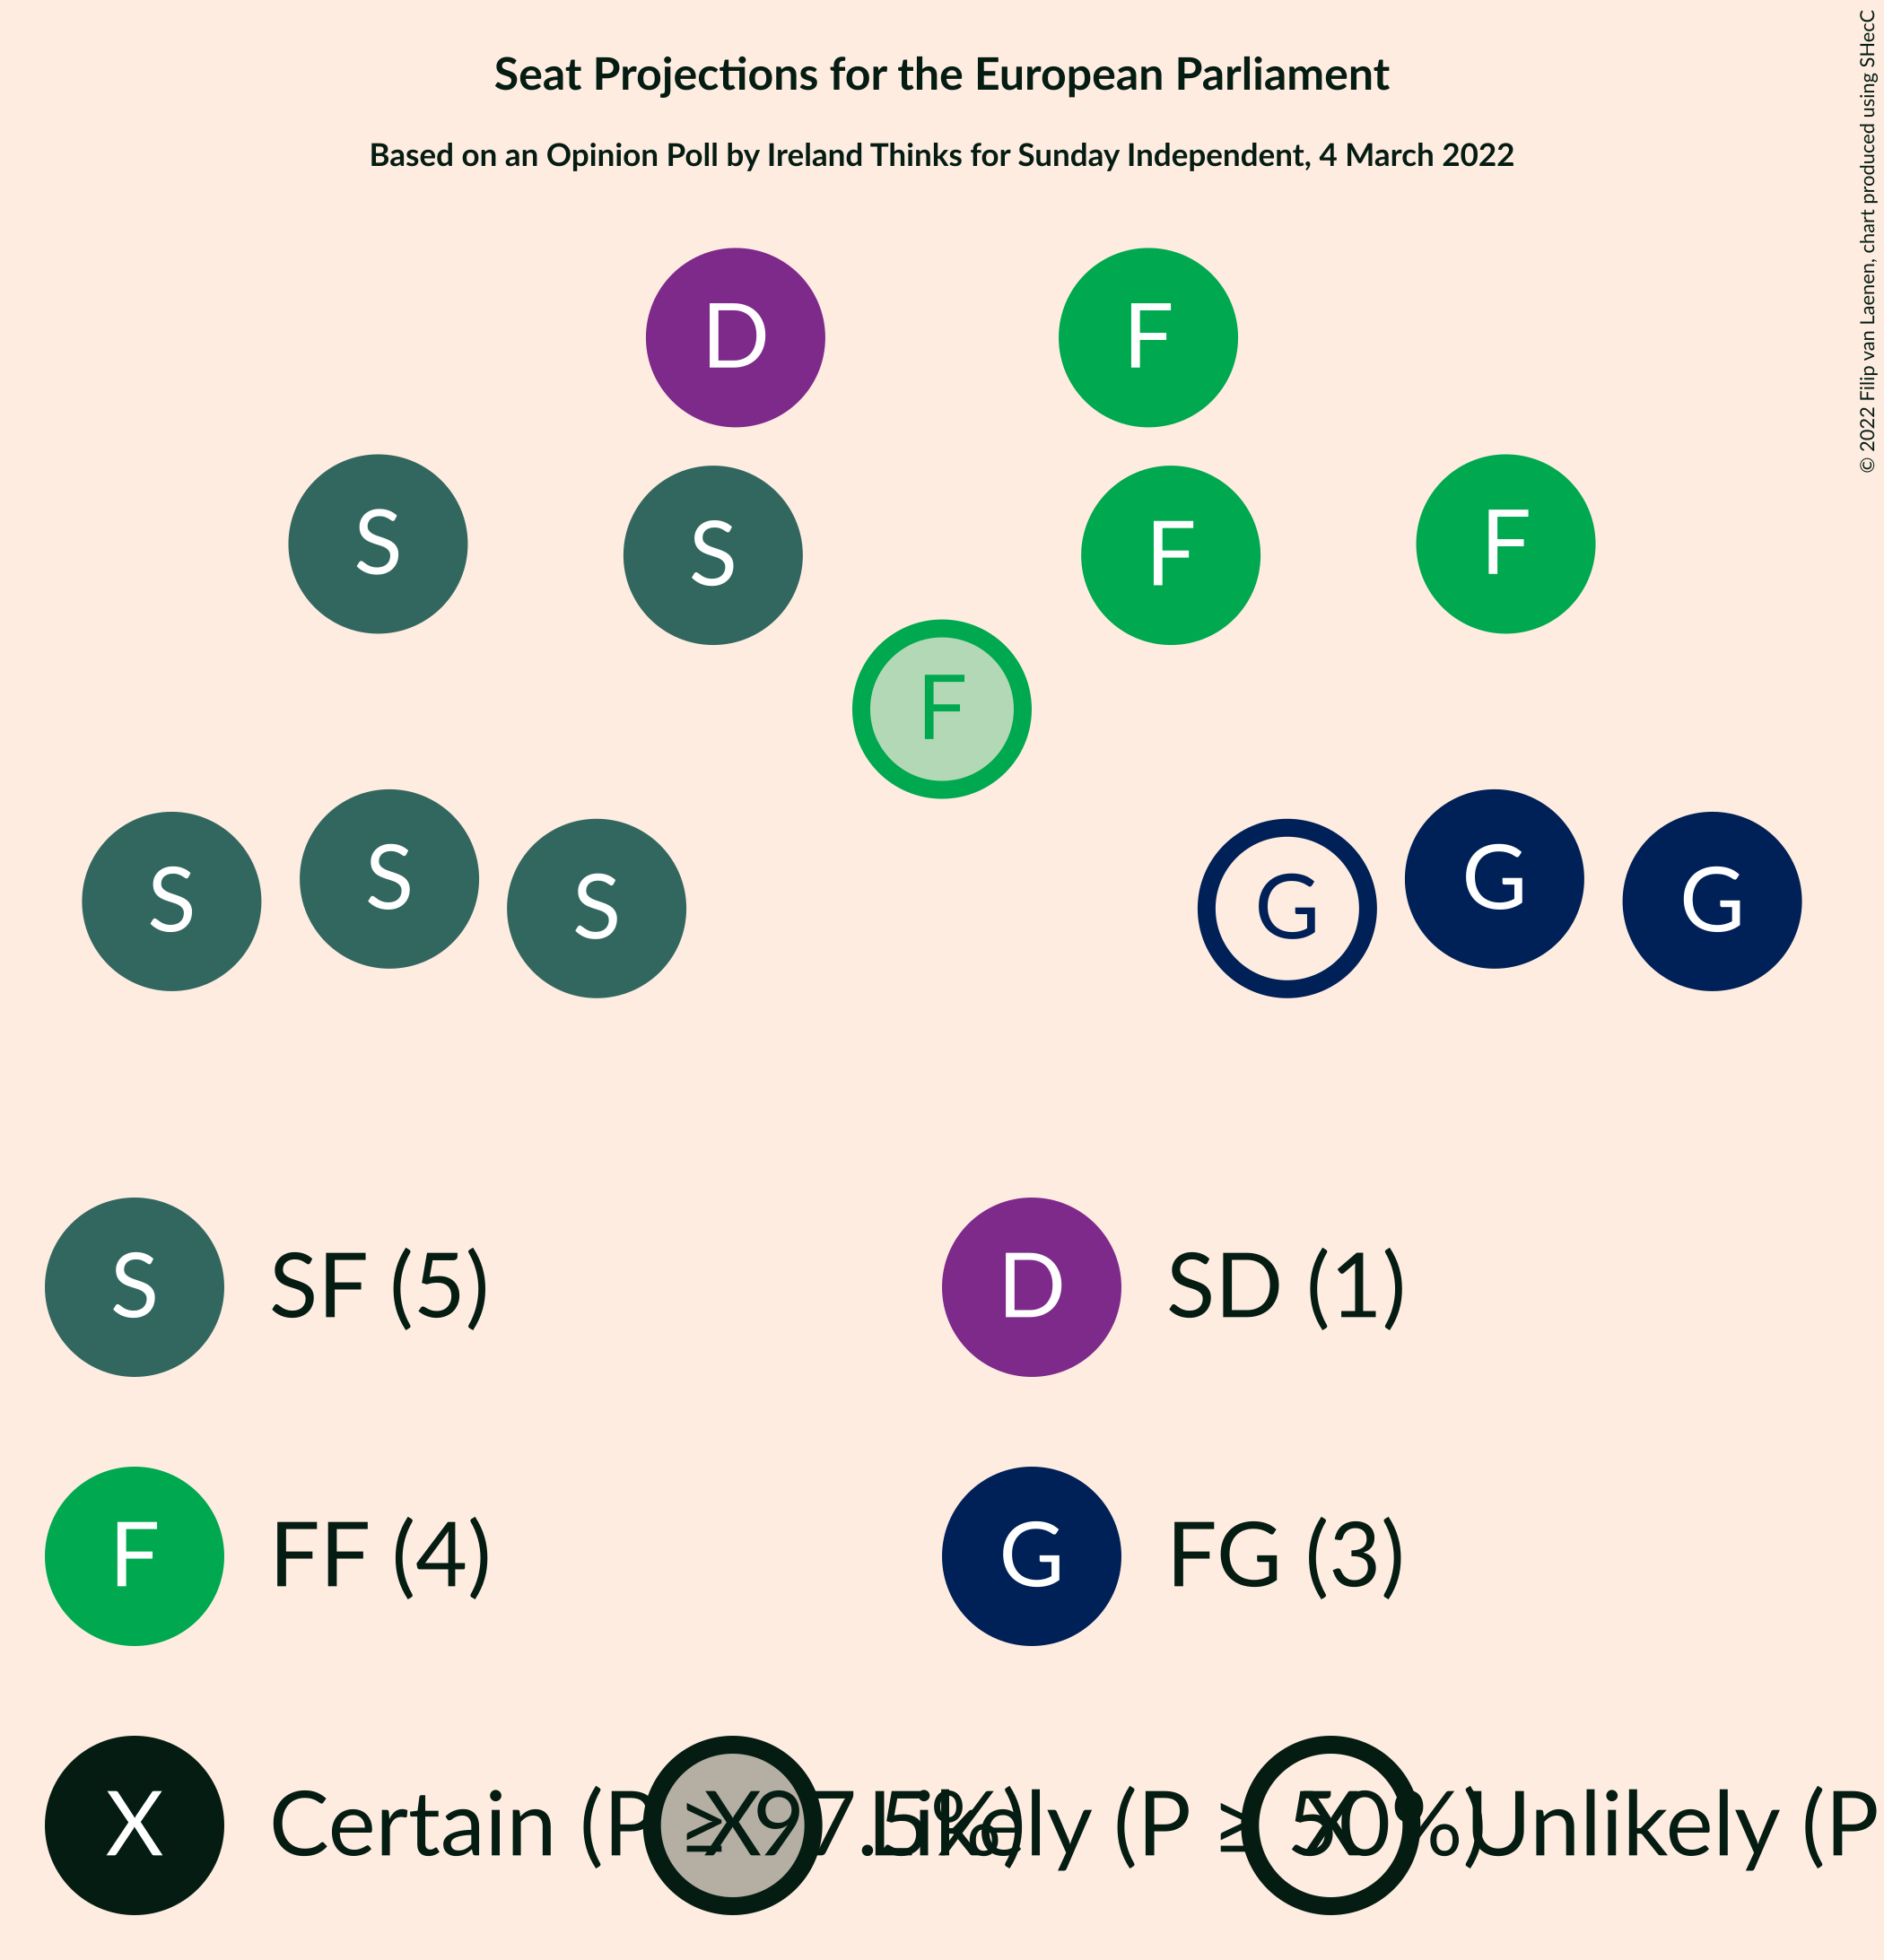 Seat Projections for the European Parliament
Based on an Opinion Poll by Ireland Thinks for Sunday Independent, 4 March 2022
© 2022 Filip van Laenen, chart produced using SHecC
D F
S S F F
F
S S S G G G
S SF (5) D SD (1)
F FF (4) G FG (3)
X Certain (P ≥ 97.5%) X Likely (P ≥ 50%) X Unlikely (P